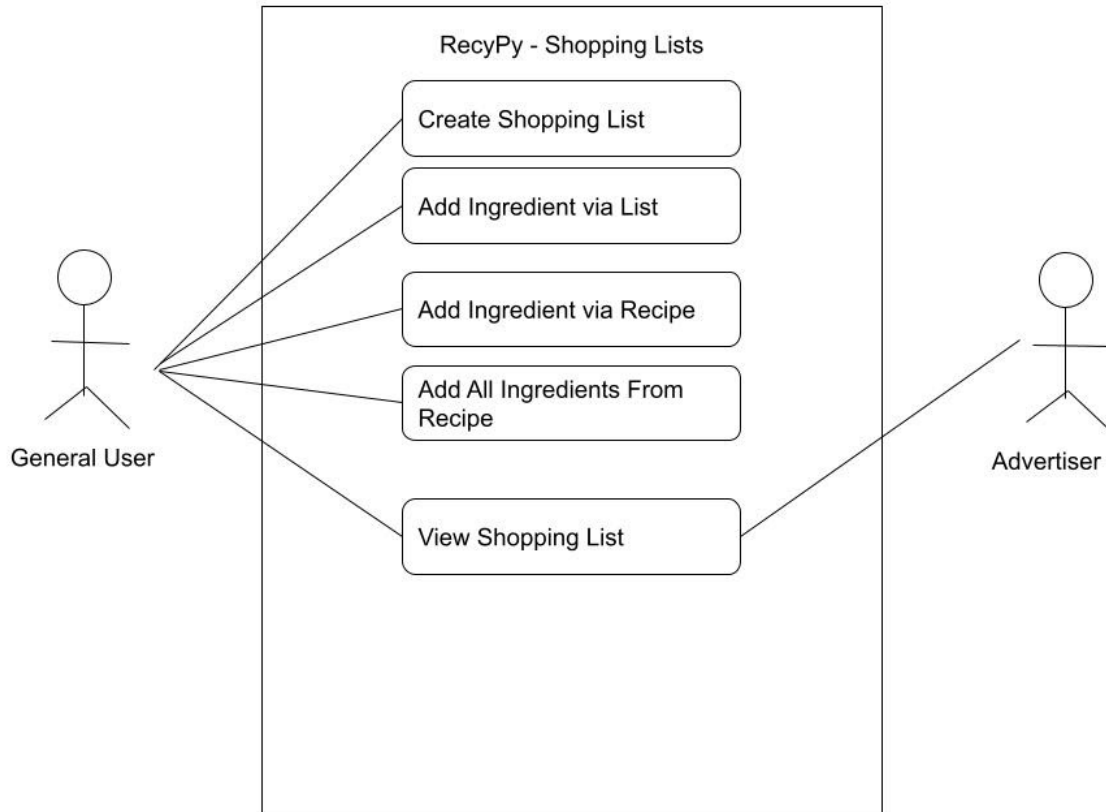 RecyPy - Shopping Lists
Create Shopping List
Add Ingredient via List
Add Ingredient via Recipe
Add All Ingredients From
Recipe
General User
Advertiser
View Shopping List